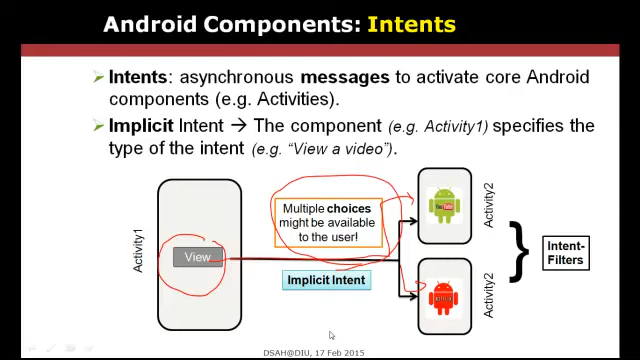 Android Components: Intents
Intents: asynchronous messages to activate core Android
components (e.g. Activities).
Implicit Intent → The component (e.g. Activity1) specifies the
type of the intent (e.g. “View a video”).
Activity1
View
Multiple choices
might be available
to the user!
Implicit Intent
YouTube
Activity2
NETFLIX
Activity2
Intent-
Filters
DSAH@DIU, 17 Feb 2015